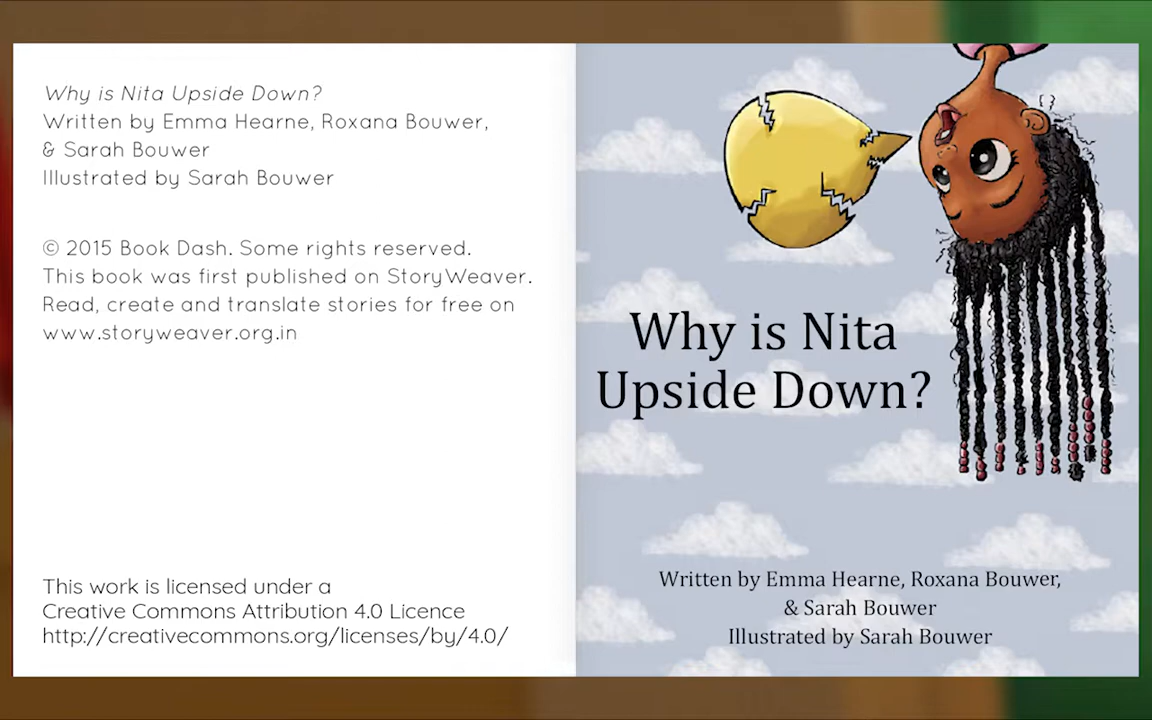 Why is Nita Upside Down?
Written by Emma Hearne, Roxana Bouwer,
& Sarah Bouwer
Illustrated by Sarah Bouwer
© 2015 Book Dash. Some rights reserved.
This book was first published on StoryWeaver.
Read, create and translate stories for free on
www.storyweaver.org.in
This work is licensed under a
Creative Commons Attribution 4.0 Licence
http://creativecommons.org/licenses/by/4.0/
Why is Nita
Upside Down?
Written by Emma Hearne, Roxana Bouwer,
& Sarah Bouwer
Illustrated by Sarah Bouwer